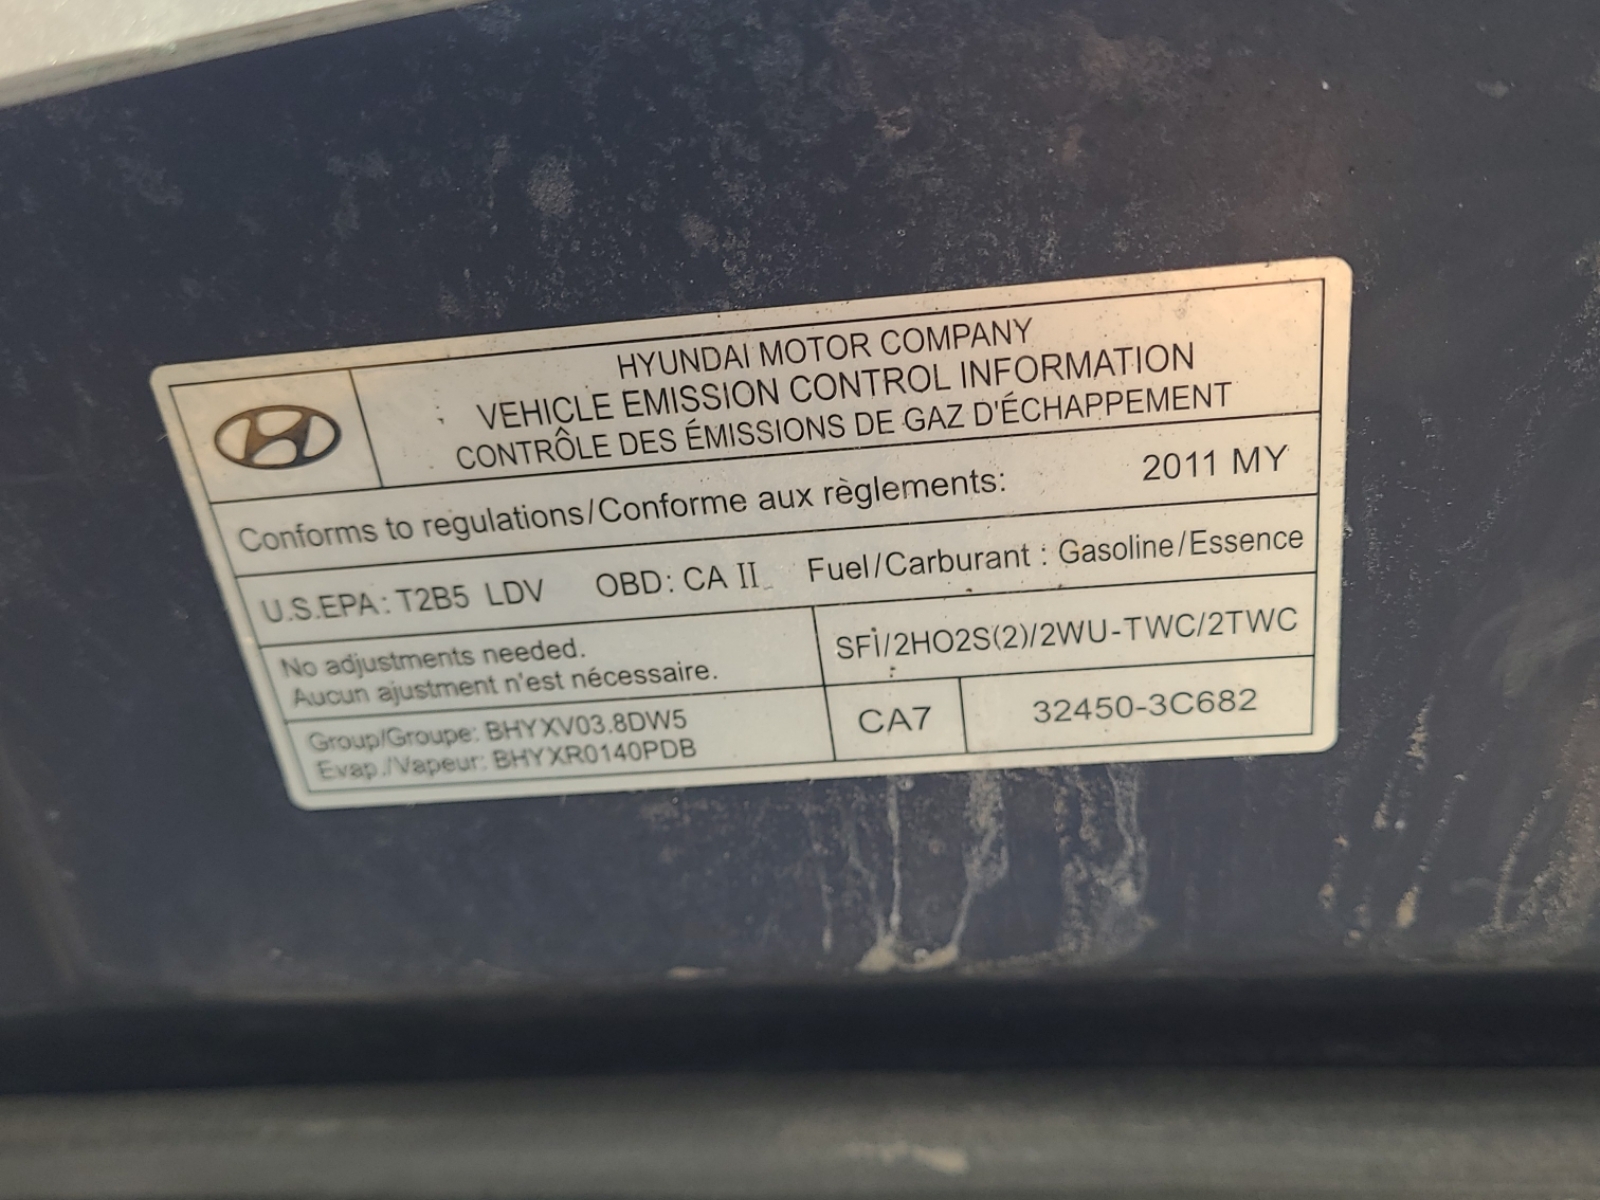 HYUNDAI MOTOR COMPANY
VEHICLE EMISSION CONTROL INFORMATION
CONTRÔLE DES ÉMISSIONS DE GAZ D'ÉCHAPPEMENT
Conforms to regulations/Conforme aux règlements: 2011 MY
U.S.EPA: T2B5 LDV OBD: CA II Fuel/Carburant : Gasoline/Essence
No adjustments needed.
Aucun ajustment n'est nécessaire.
SFI/2HO2S(2)/2WU-TWC/2TWC
Group/Groupe: BHYXV03.8DW5
Evap./Vapeur: BHYXR0140PDB
CA7
32450-3C682